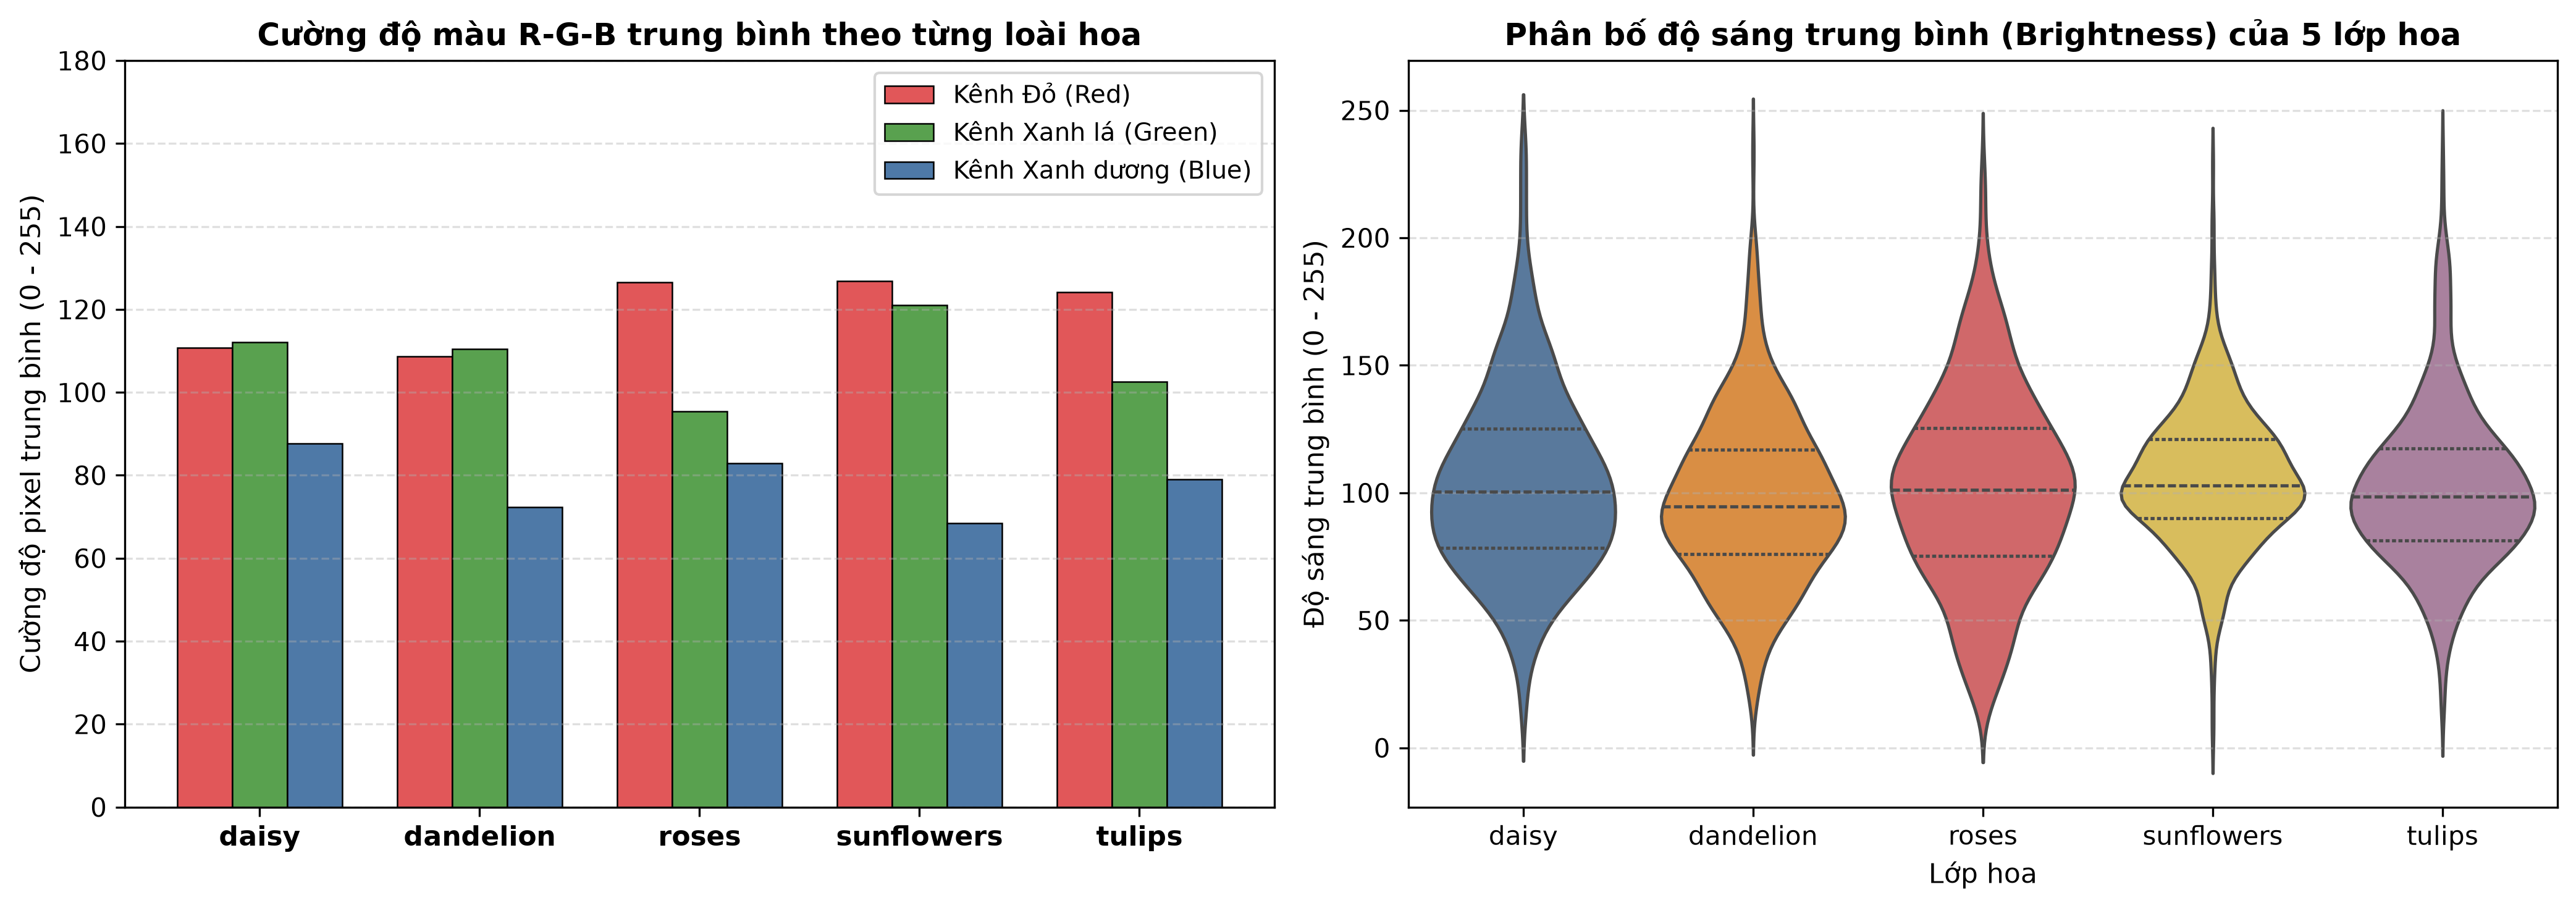 Cường độ màu R-G-B trung bình theo từng loài hoa
Cường độ pixel trung bình (0 - 255)
180
160
140
120
100
80
60
40
20
0
Kênh Đỏ (Red)
Kênh Xanh lá (Green)
Kênh Xanh dương (Blue)
daisy
dandelion
roses
sunflowers
tulips
Phân bố độ sáng trung bình (Brightness) của 5 lớp hoa
Độ sáng trung bình (0 - 255)
250
200
150
100
50
0
daisy
dandelion
roses
sunflowers
tulips
Lớp hoa